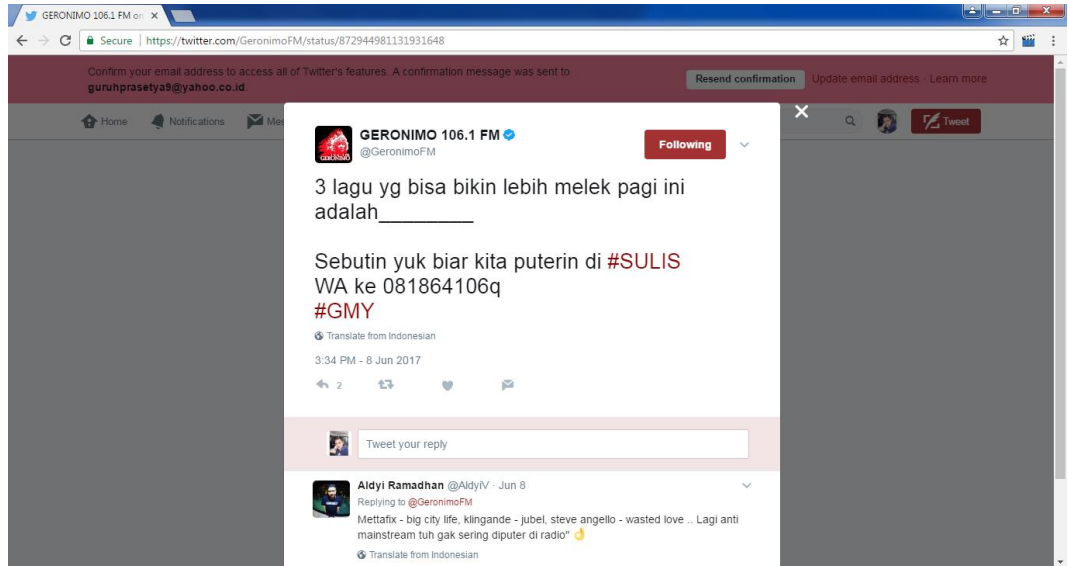 GERONIMO 106.1 FM on
Secure | https://twitter.com/GeronimoFM/status/872944981131931648
Confirm your email address to access all of Twitter's features. A confirmation message was sent to
guruhprasetya9@yahoo.co.id.
Resend confirmation Update email address · Learn more
Home Notifications Mes
Tweet
GERONIMO 106.1 FM
@GeronimoFM
Following
3 lagu yg bisa bikin lebih melek pagi ini
adalah________
Sebutin yuk biar kita puterin di #SULIS
WA ke 081864106q
#GMY
Translate from Indonesian
3:34 PM - 8 Jun 2017
2
Tweet your reply
Aldyi Ramadhan @AldyiV · Jun 8
Replying to @GeronimoFM
Mettafix - big city life, klingande - jubel, steve angello - wasted love .. Lagi anti
mainstream tuh gak sering diputer di radio" 👌
Translate from Indonesian